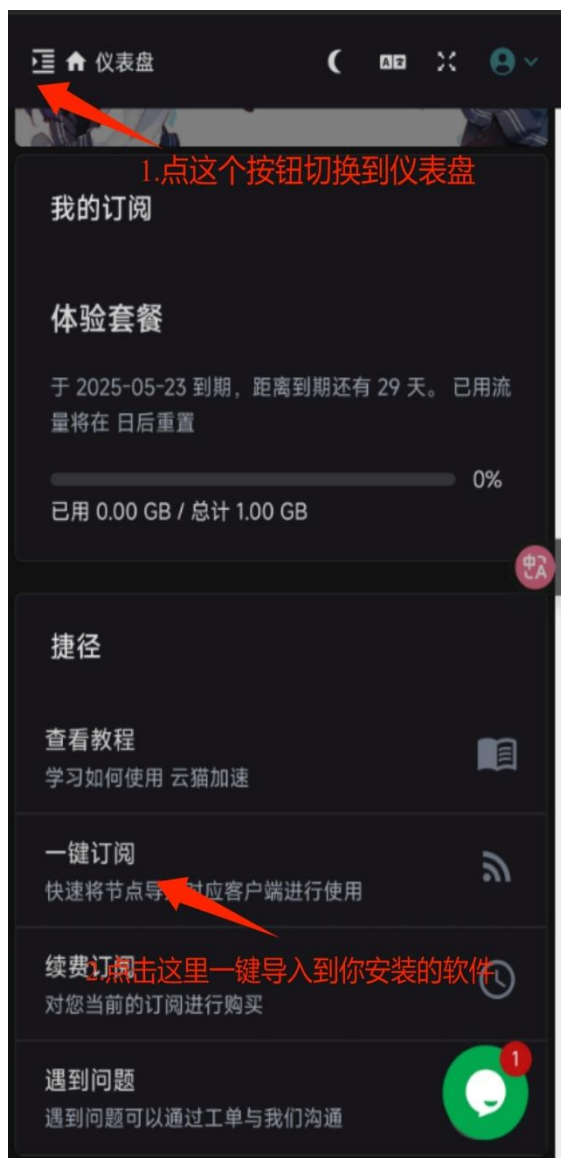 仪表盘
1.点这个按钮切换到仪表盘
我的订阅
体验套餐
于 2025-05-23 到期，距离到期还有 29 天。 已用流
量将在 日后重置
0%
已用 0.00 GB / 总计 1.00 GB
中A
捷径
查看教程
学习如何使用 云猫加速
一键订阅
快速将节点导 对应客户端进行使用
续费订阅
2.点击这里一键导入到你安装的软件
对您当前的订阅进行购买
1
遇到问题
遇到问题可以通过工单与我们沟通